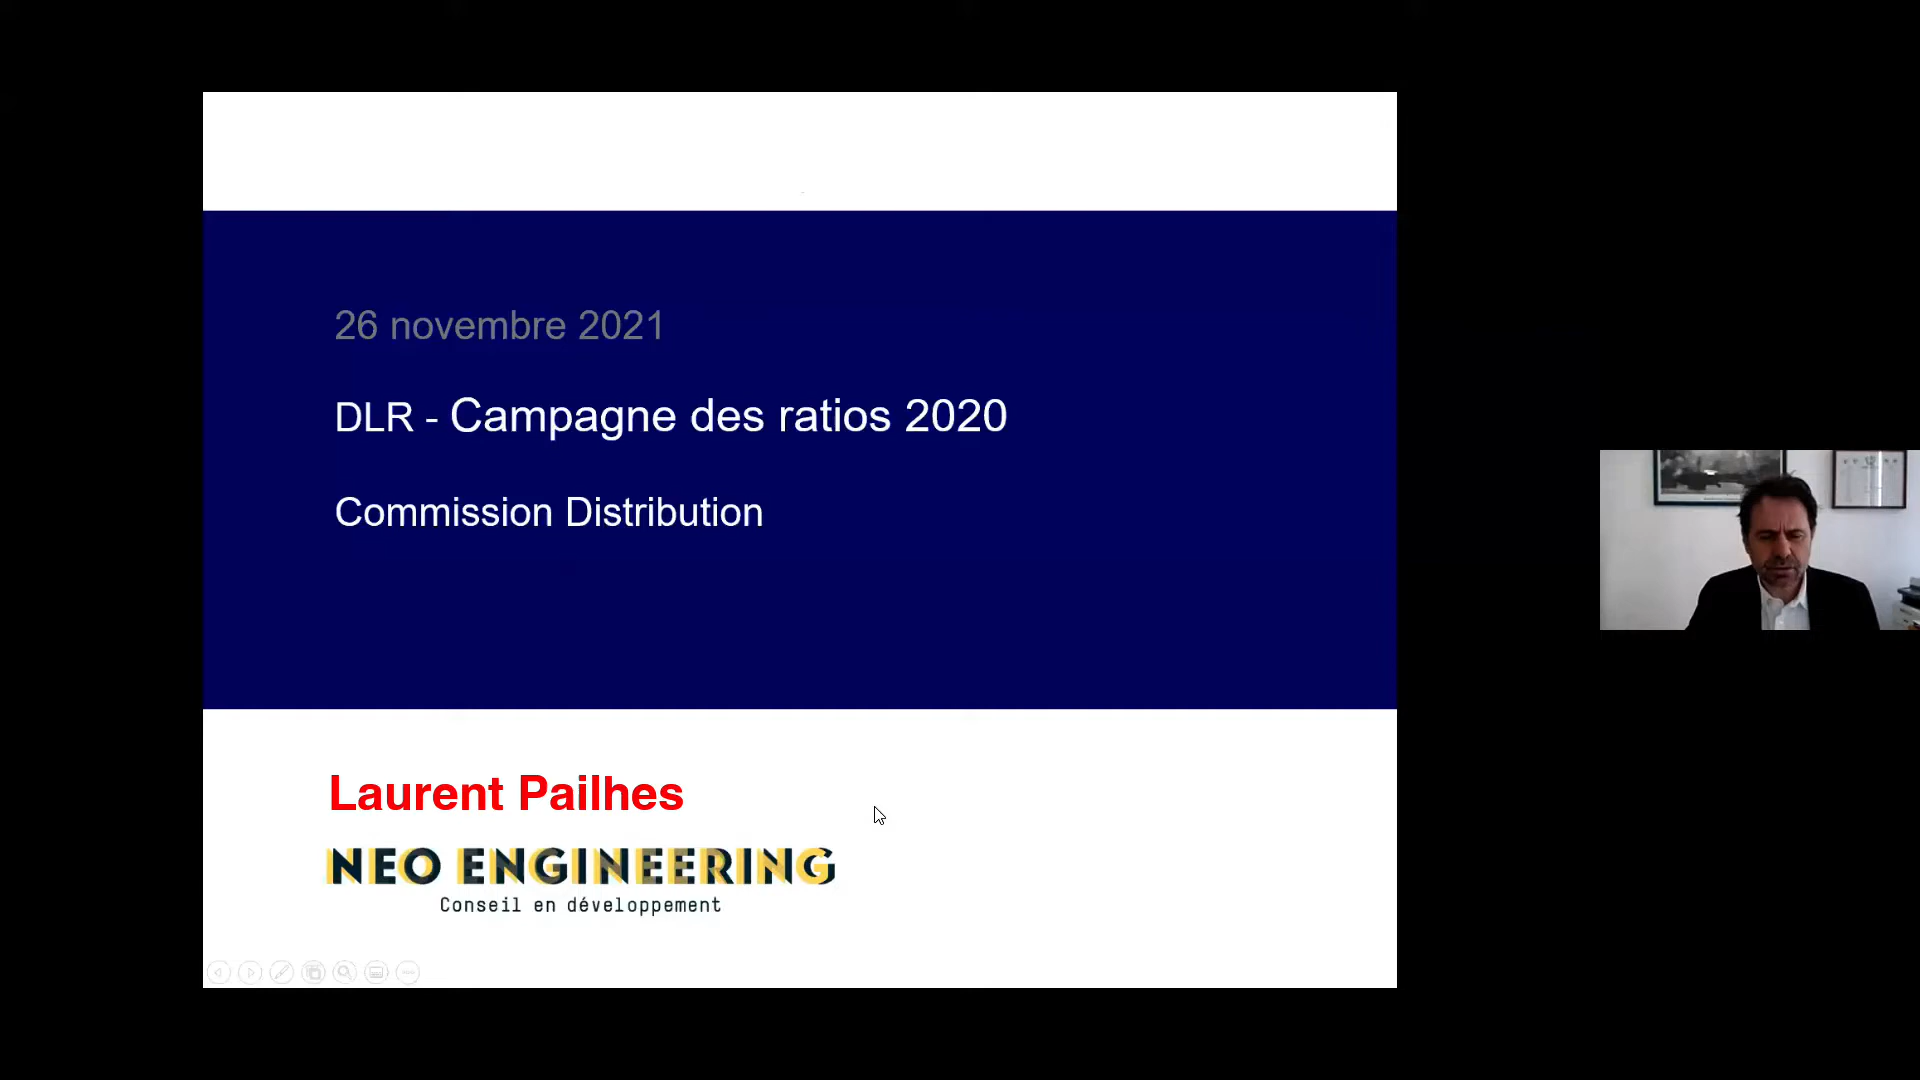 26 novembre 2021
DLR - Campagne des ratios 2020
Commission Distribution
Laurent Pailhes
NEO ENGINEERING
Conseil en développement